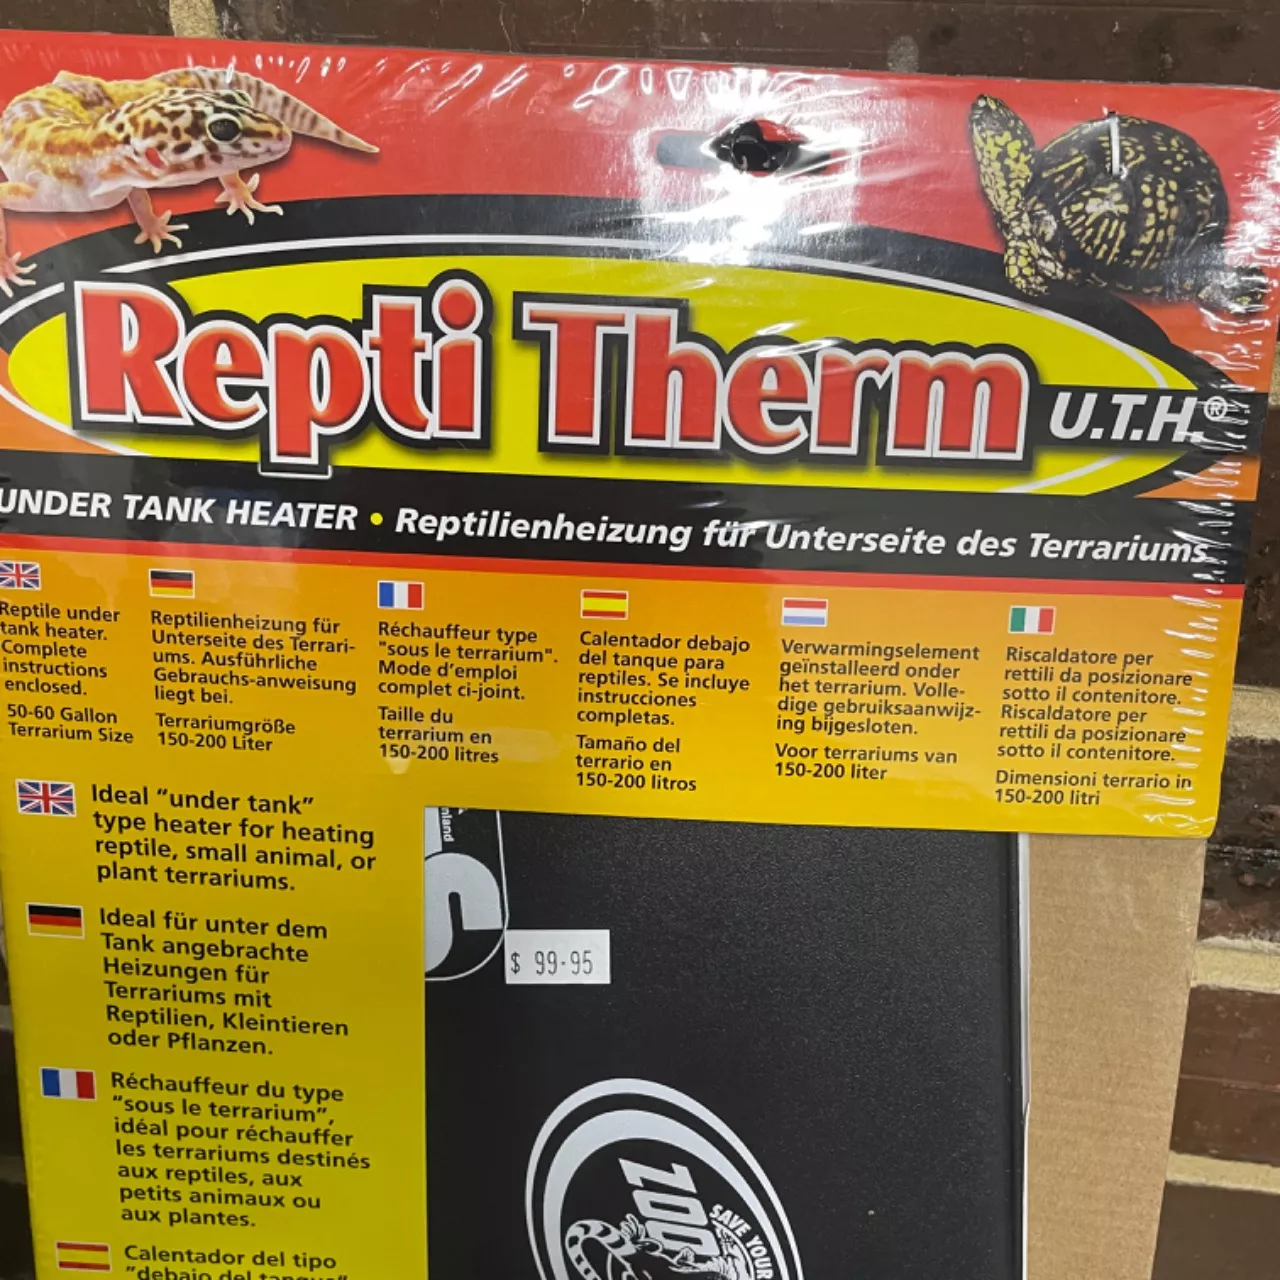 Repti Therm U.T.H.®
UNDER TANK HEATER • Reptilienheizung für Unterseite des Terrariums
Reptile under
tank heater.
Complete
instructions
enclosed.
50-60 Gallon
Terrarium Size
Reptilienheizung für
Unterseite des Terrari-
ums. Ausführliche
Gebrauchs-anweisung
liegt bei.
Terrariumgröße
150-200 Liter
Réchauffeur type
"sous le terrarium".
Mode d'emploi
complet ci-joint.
Taille du
terrarium en
150-200 litres
Calentador debajo
del tanque para
reptiles. Se incluye
instrucciones
completas.
Tamaño del
terrario en
150-200 litros
Verwarmingselement
geïnstalleerd onder
het terrarium. Volle-
dige gebruiksaanwijz-
ing bijgesloten.
Voor terrariums van
150-200 liter
Riscaldatore per
rettili da posizionare
sotto il contenitore.
Riscaldatore per
rettili da posizionare
sotto il contenitore.
Dimensioni terrario in
150-200 litri
Ideal "under tank"
type heater for heating
reptile, small animal, or
plant terrariums.
Ideal für unter dem
Tank angebrachte
Heizungen für
Terrariums mit
Reptilien, Kleintieren
oder Pflanzen.
Réchauffeur du type
"sous le terrarium",
idéal pour réchauffer
les terrariums destinés
aux reptiles, aux
petits animaux ou
aux plantes.
Calentador del tipo
"debajo del tanque"
$ 99-95
ZOO
SAVE YOUR